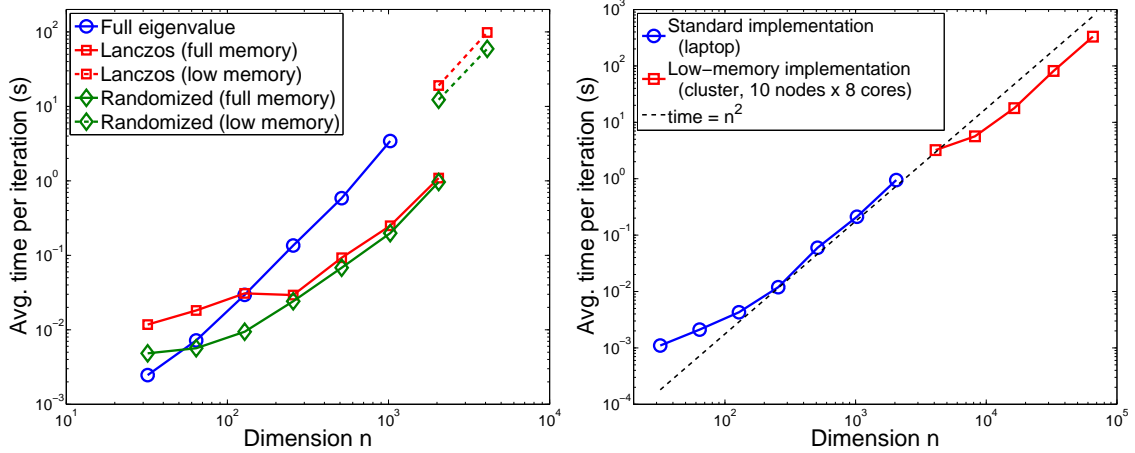 Full eigenvalue
Lanczos (full memory)
Lanczos (low memory)
Randomized (full memory)
Randomized (low memory)
10^2
10^1
10^0
10^−1
10^−2
10^−3
Avg. time per iteration (s)
10^1
10^2
10^3
10^4
Dimension n
Standard implementation
(laptop)
Low−memory implementation
(cluster, 10 nodes x 8 cores)
time = n^2
10^3
10^2
10^1
10^0
10^−1
10^−2
10^−3
10^−4
Avg. time per iteration (s)
10^2
10^3
10^4
10^5
Dimension n